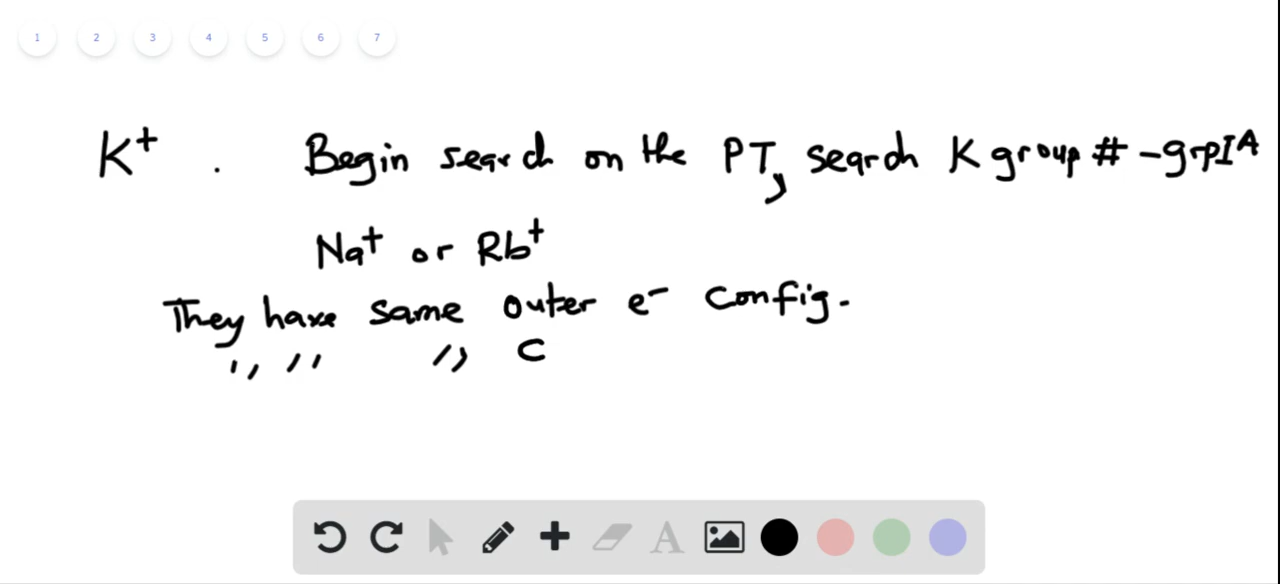 1 2 3 4 5 6 7
K⁺ . Begin search on the PT, search K group # - grp IA
Na⁺ or Rb⁺
They have same outer e⁻ config.
,, ,, ,, C
A